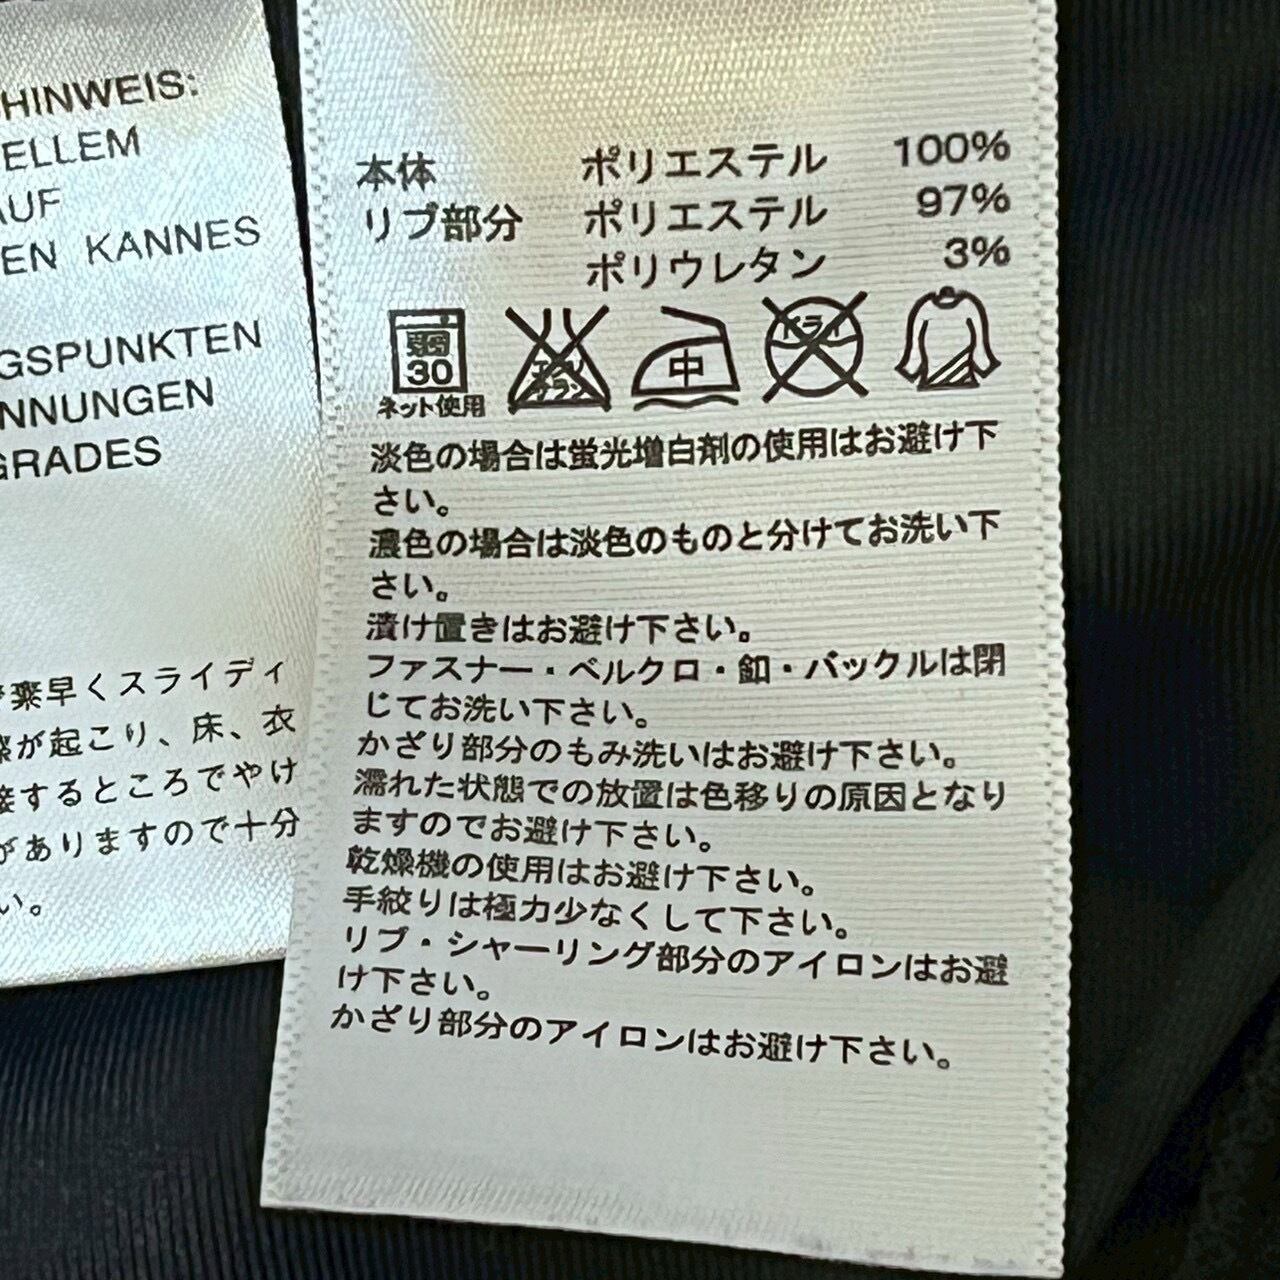 HINWEIS:
ELLEM
AUF
EN KANNES
GSPUNKTEN
NNUNGEN
GRADES
素早くスライディ
が起こり、床、衣
接するところでやけ
がありますので十分
い。
本体 ポリエステル 100%
リブ部分 ポリエステル 97%
ポリウレタン 3%
弱
30
ネット使用
エンソ
サラシ
中
ドライ
淡色の場合は蛍光増白剤の使用はお避け下
さい。
濃色の場合は淡色のものと分けてお洗い下
さい。
漬け置きはお避け下さい。
ファスナー・ベルクロ・釦・バックルは閉
じてお洗い下さい。
かざり部分のもみ洗いはお避け下さい。
濡れた状態での放置は色移りの原因となり
ますのでお避け下さい。
乾燥機の使用はお避け下さい。
手絞りは極力少なくして下さい。
リブ・シャーリング部分のアイロンはお避
け下さい。
かざり部分のアイロンはお避け下さい。